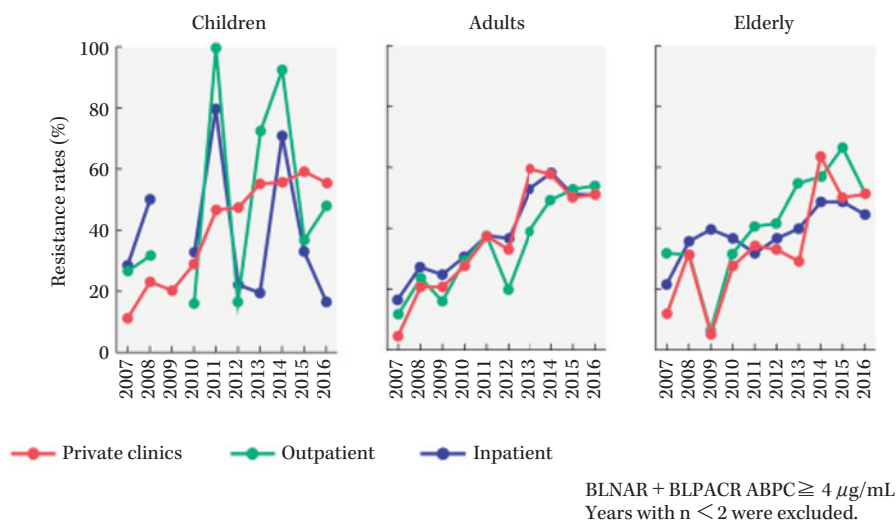 Children Adults Elderly
Resistance rates (%)
100
80
60
40
20
0
2007 2008 2009 2010 2011 2012 2013 2014 2015 2016
2007 2008 2009 2010 2011 2012 2013 2014 2015 2016
2007 2008 2009 2010 2011 2012 2013 2014 2015 2016
Private clinics Outpatient Inpatient
BLNAR + BLPACR ABPC ≧ 4 μg/mL
Years with n < 2 were excluded.